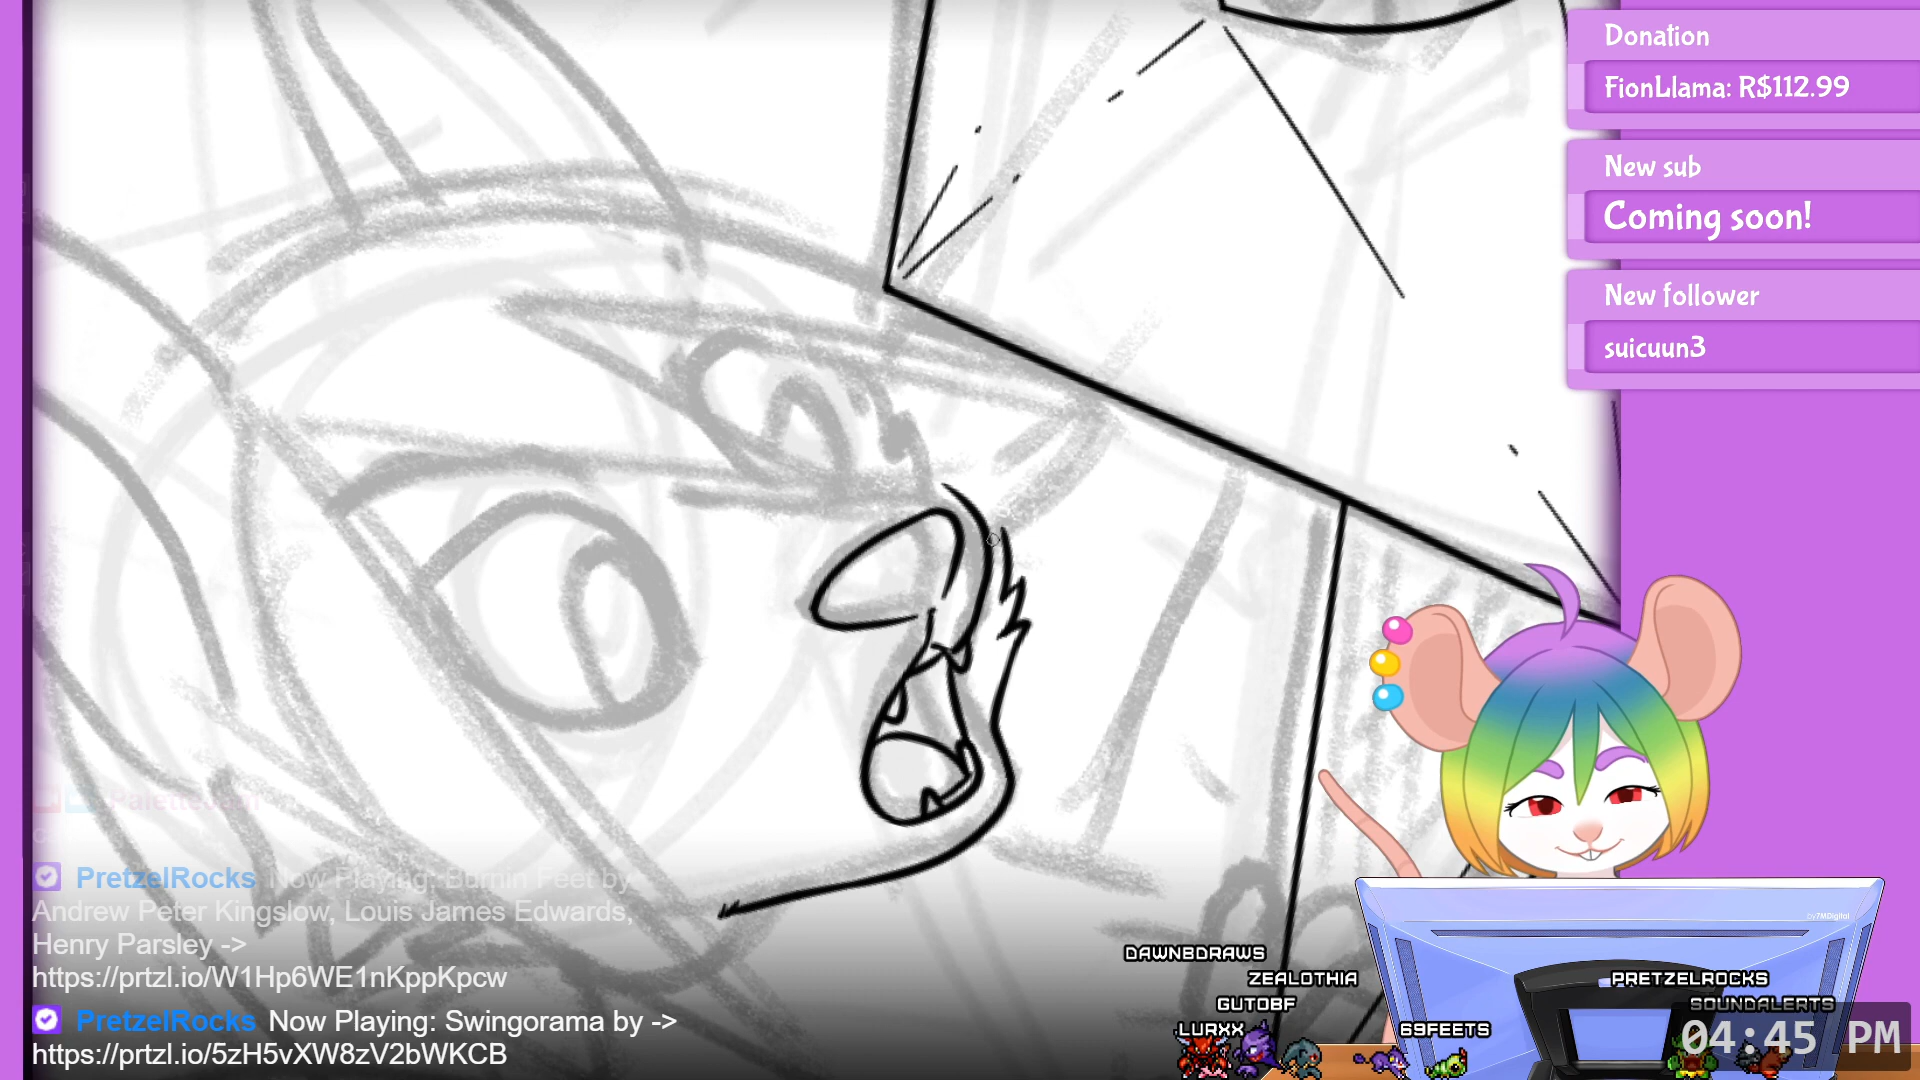 Donation
FionLlama: R$112.99
New sub
Coming soon!
New follower
suicuun3
PretzelRocks Now Playing: Burnin Feet by
Andrew Peter Kingslow, Louis James Edwards,
Henry Parsley ->
https://prtzl.io/W1Hp6WE1nKppKpcw
PretzelRocks Now Playing: Swingorama by ->
https://prtzl.io/5zH5vXW8zV2bWKCB
by7MDigital
DAWNBDRAWS
ZEALOTHIA
GUTOBF
LURXX
69FEETS
PRETZELROCKS
SOUNDALERTS
04:45 PM